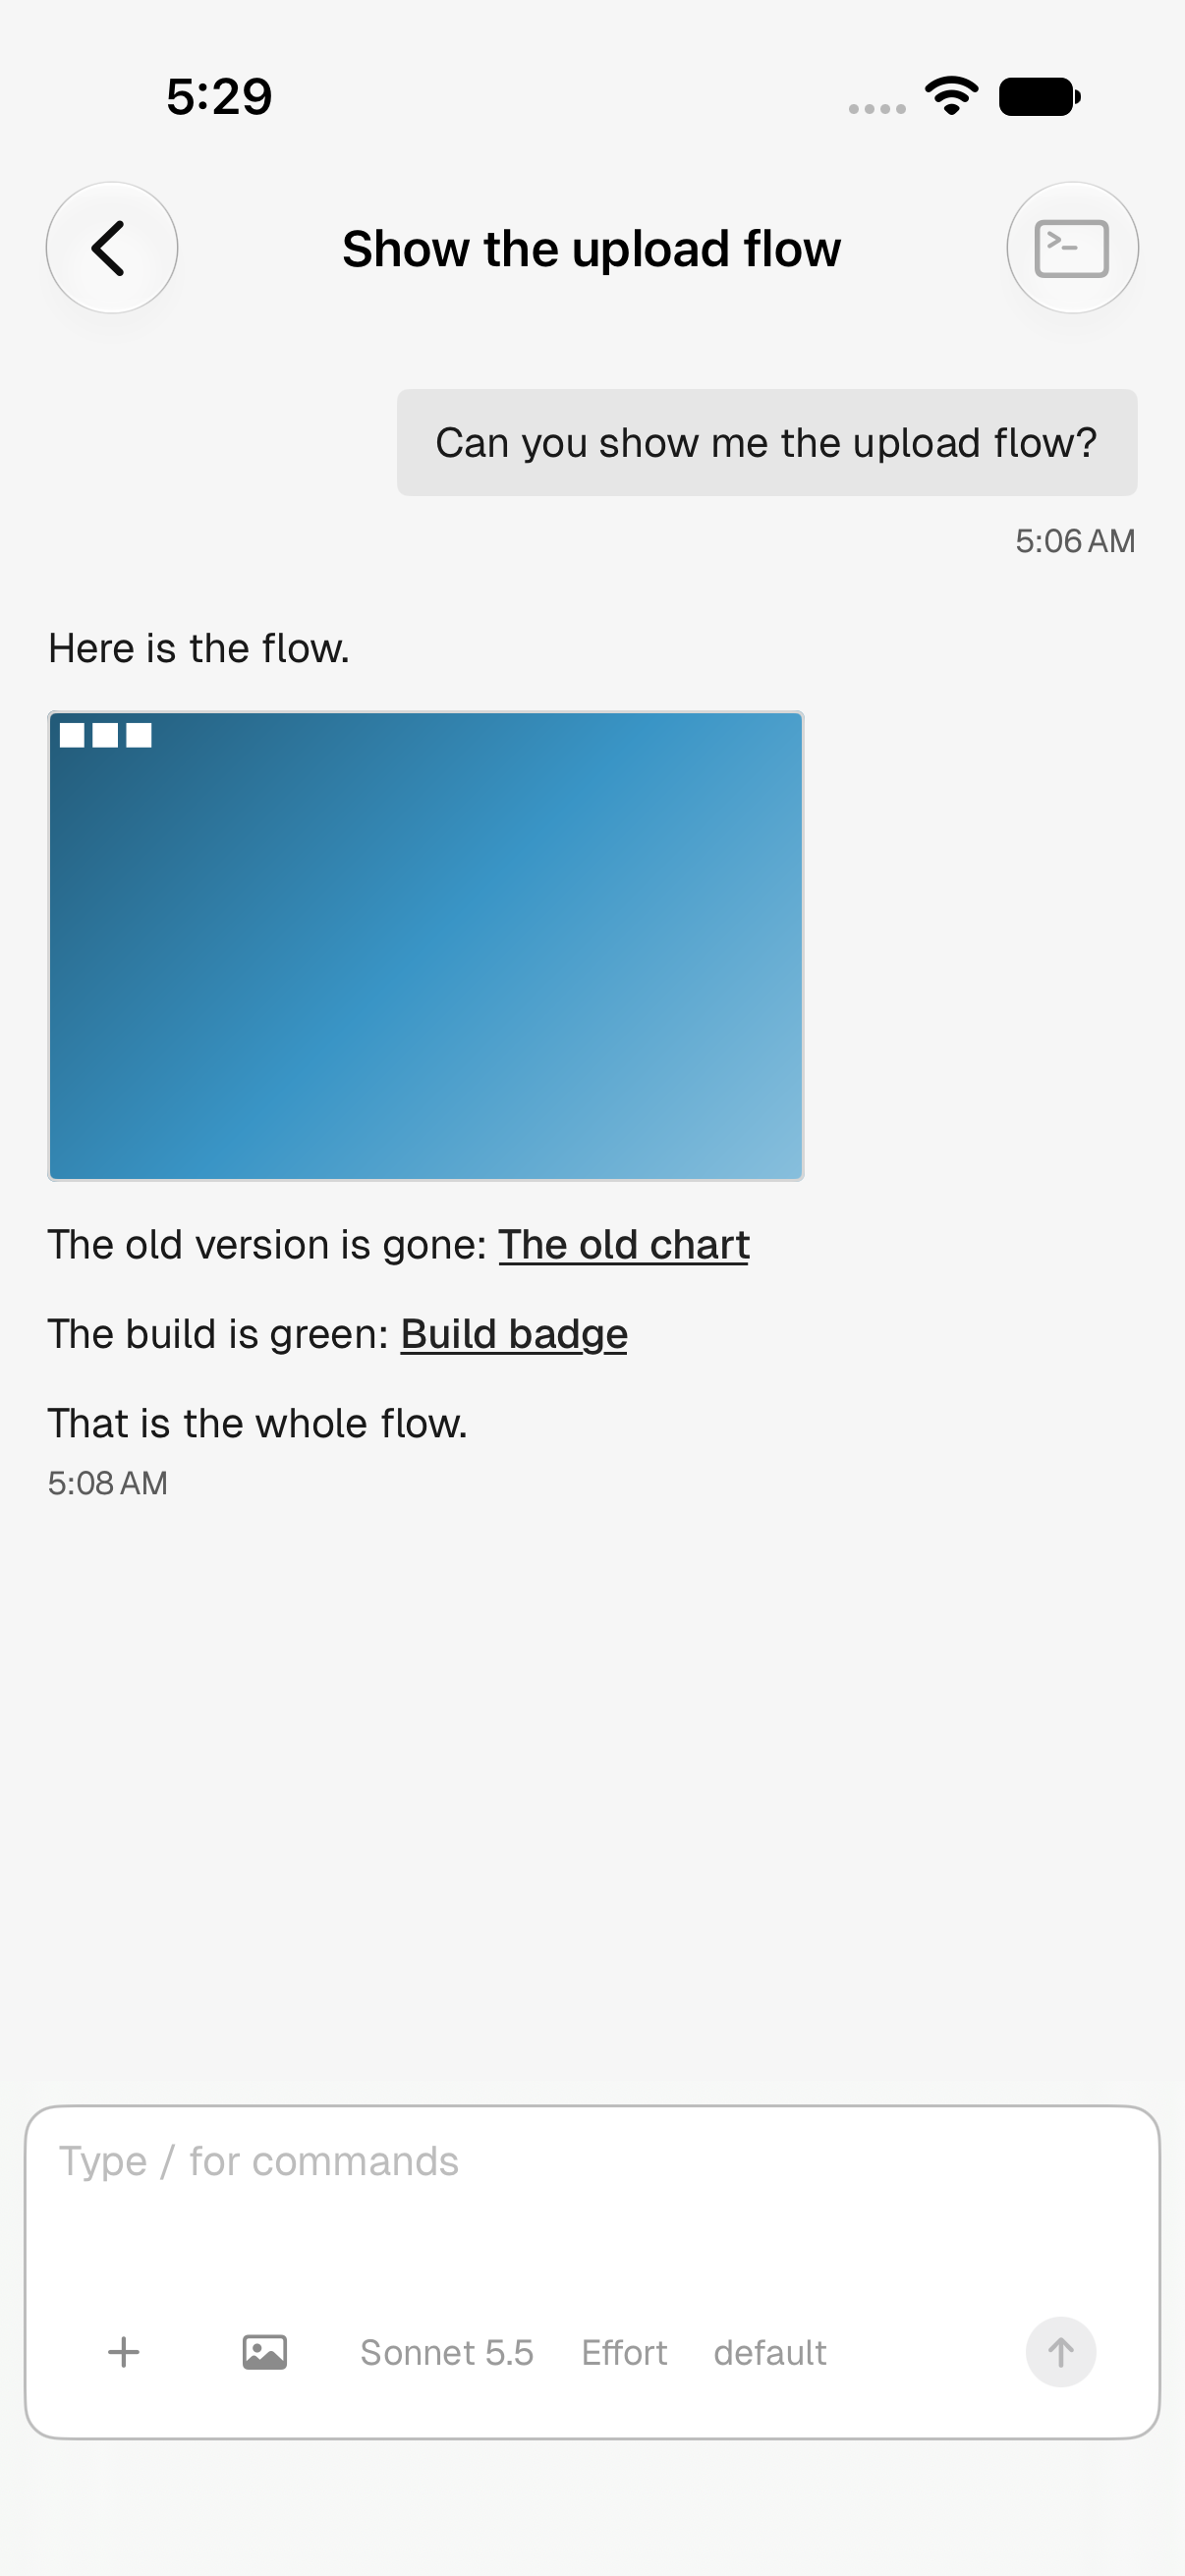 5:29
Show the upload flow
Can you show me the upload flow?
5:06 AM
Here is the flow.
The old version is gone: The old chart
The build is green: Build badge
That is the whole flow.
5:08 AM
Type / for commands
Sonnet 5.5 Effort default